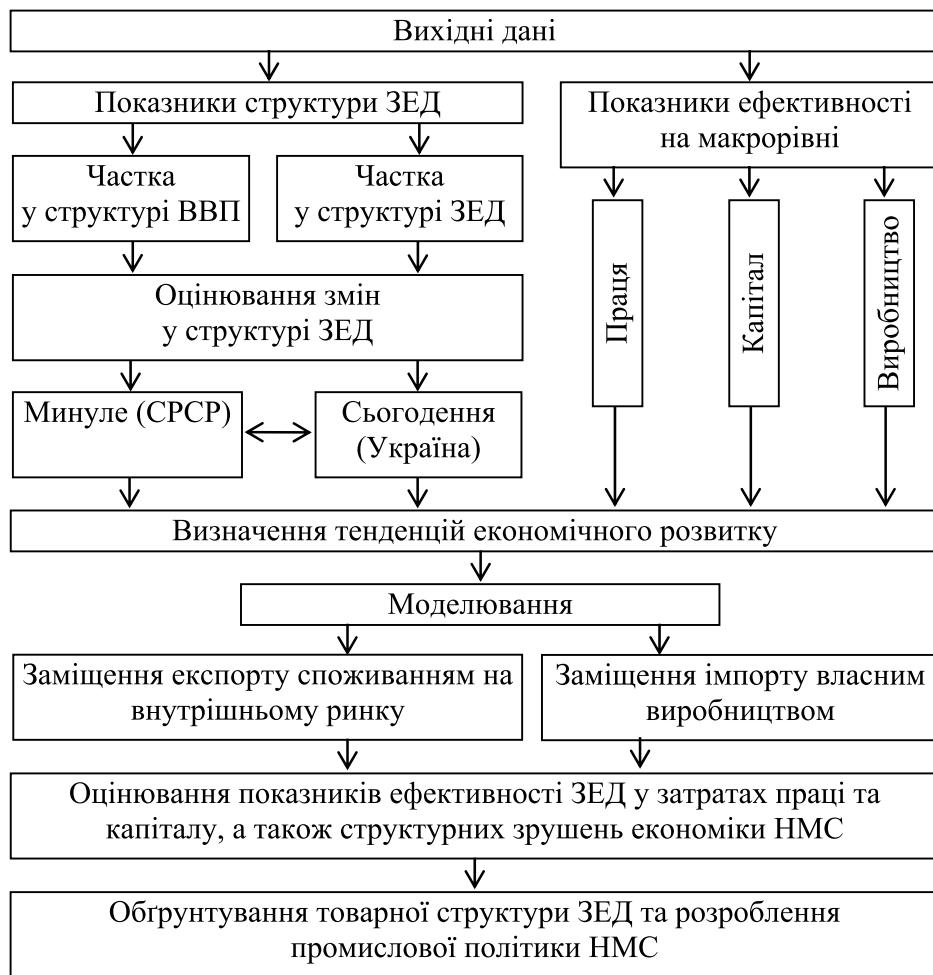 Вихідні дані
Показники структури ЗЕД
Показники ефективності
на макрорівні
Частка
у структурі ВВП
Частка
у структурі ЗЕД
Праця
Капітал
Виробництво
Оцінювання змін
у структурі ЗЕД
Минуле (СРСР)
Сьогодення
(Україна)
Визначення тенденцій економічного розвитку
Моделювання
Заміщення експорту споживанням на
внутрішньому ринку
Заміщення імпорту власним
виробництвом
Оцінювання показників ефективності ЗЕД у затратах праці та
капіталу, а також структурних зрушень економіки НМС
Обґрунтування товарної структури ЗЕД та розроблення
промислової політики НМС